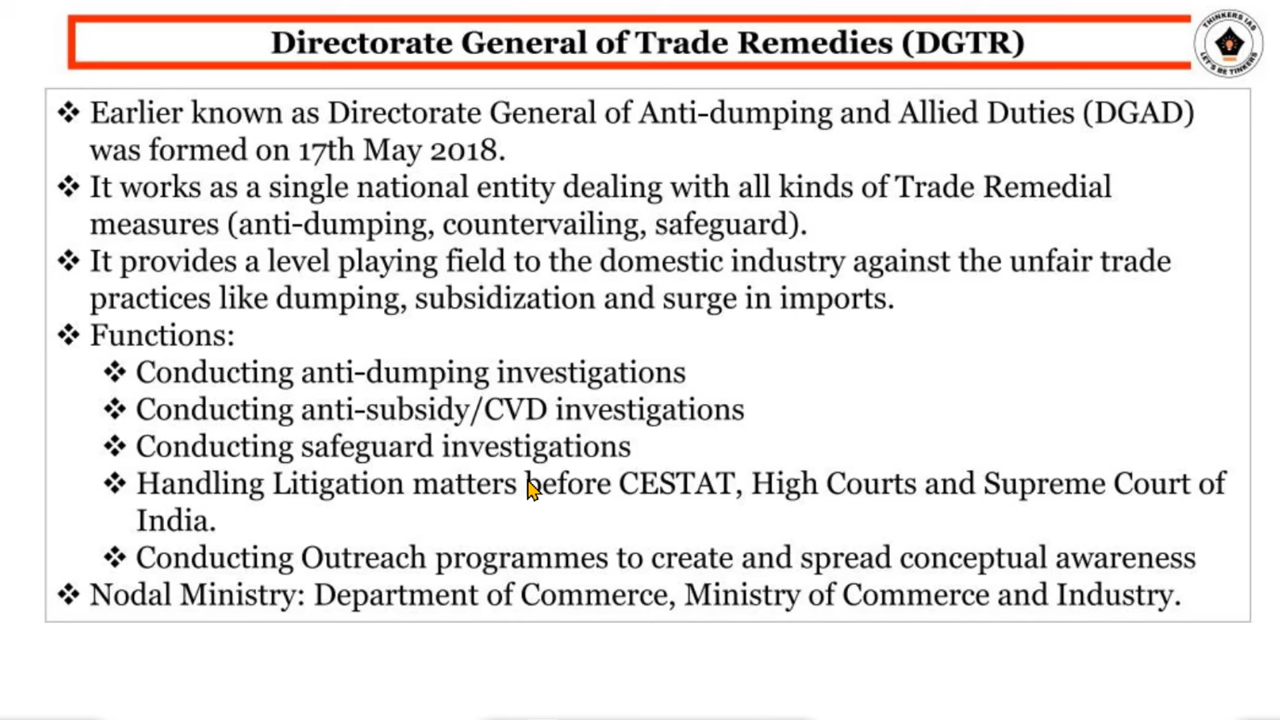 Directorate General of Trade Remedies (DGTR)
THINKERS IAS
LET'S BE TINKERS
❖ Earlier known as Directorate General of Anti-dumping and Allied Duties (DGAD)
was formed on 17th May 2018.
❖ It works as a single national entity dealing with all kinds of Trade Remedial
measures (anti-dumping, countervailing, safeguard).
❖ It provides a level playing field to the domestic industry against the unfair trade
practices like dumping, subsidization and surge in imports.
❖ Functions:
❖ Conducting anti-dumping investigations
❖ Conducting anti-subsidy/CVD investigations
❖ Conducting safeguard investigations
❖ Handling Litigation matters before CESTAT, High Courts and Supreme Court of
India.
❖ Conducting Outreach programmes to create and spread conceptual awareness
❖ Nodal Ministry: Department of Commerce, Ministry of Commerce and Industry.